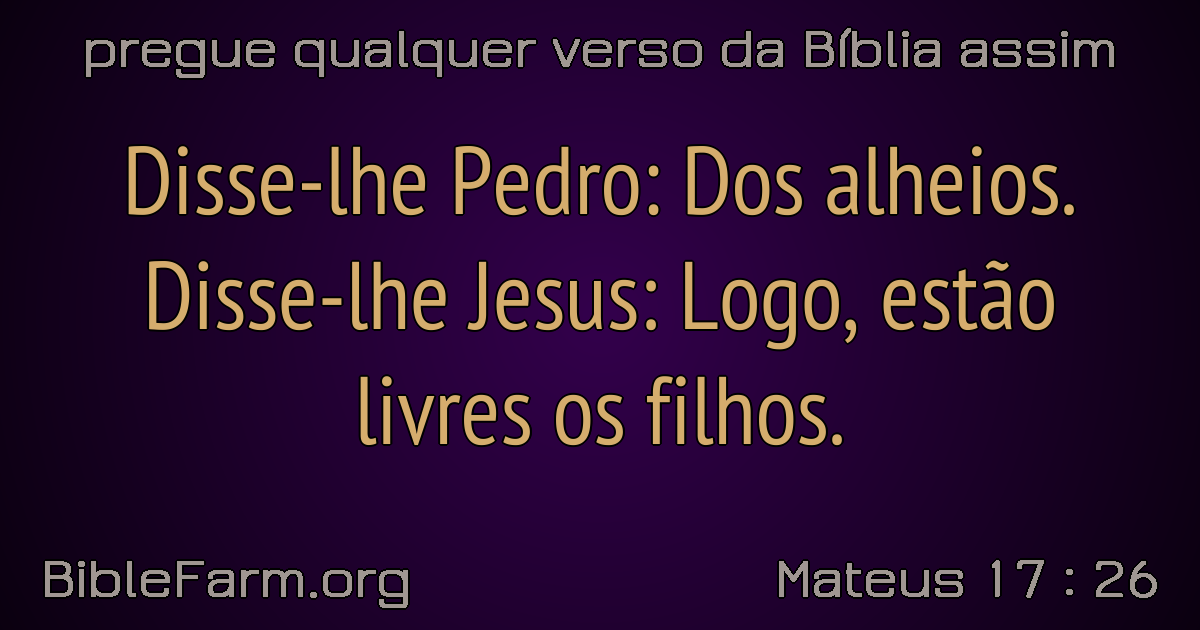 pregue qualquer verso da Bíblia assim
Disse-lhe Pedro: Dos alheios.
Disse-lhe Jesus: Logo, estão
livres os filhos.
BibleFarm.org
Mateus 17 : 26